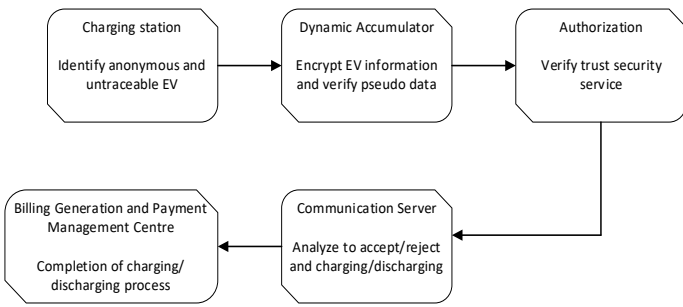 Charging station
Identify anonymous and
untraceable EV
Dynamic Accumulator
Encrypt EV information
and verify pseudo data
Authorization
Verify trust security
service
Billing Generation and Payment
Management Centre
Completion of charging/
discharging process
Communication Server
Analyze to accept/reject
and charging/discharging